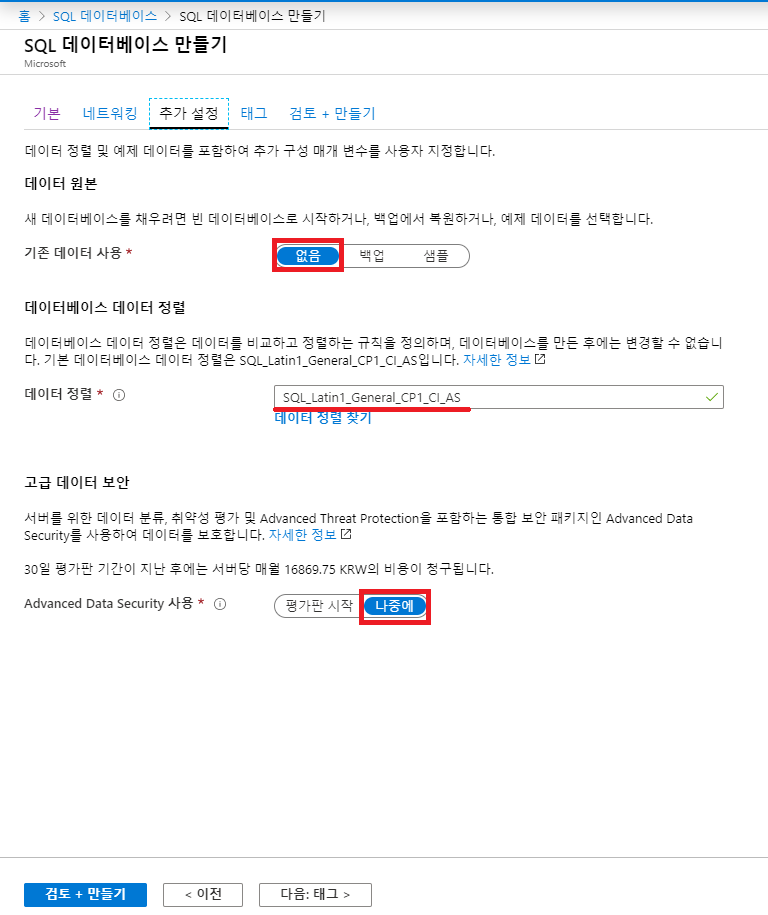 홈 > SQL 데이터베이스 > SQL 데이터베이스 만들기
SQL 데이터베이스 만들기
Microsoft
기본 네트워킹 추가 설정 태그 검토 + 만들기
데이터 정렬 및 예제 데이터를 포함하여 추가 구성 매개 변수를 사용자 지정합니다.
데이터 원본
새 데이터베이스를 채우려면 빈 데이터베이스로 시작하거나, 백업에서 복원하거나, 예제 데이터를 선택합니다.
기존 데이터 사용 * 없음 백업 샘플
데이터베이스 데이터 정렬
데이터베이스 데이터 정렬은 데이터를 비교하고 정렬하는 규칙을 정의하며, 데이터베이스를 만든 후에는 변경할 수 없습니
다. 기본 데이터베이스 데이터 정렬은 SQL_Latin1_General_CP1_CI_AS입니다. 자세한 정보
데이터 정렬 * SQL_Latin1_General_CP1_CI_AS
데이터 정렬 찾기
고급 데이터 보안
서버를 위한 데이터 분류, 취약성 평가 및 Advanced Threat Protection을 포함하는 통합 보안 패키지인 Advanced Data
Security를 사용하여 데이터를 보호합니다. 자세한 정보
30일 평가판 기간이 지난 후에는 서버당 매월 16869.75 KRW의 비용이 청구됩니다.
Advanced Data Security 사용 * 평가판 시작 나중에
검토 + 만들기 < 이전 다음: 태그 >